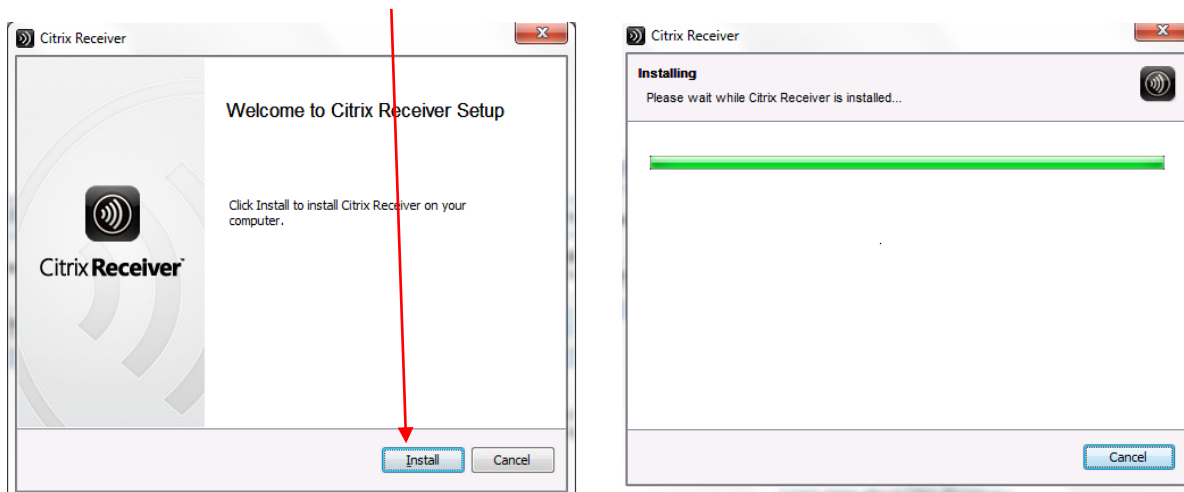 Citrix Receiver
Welcome to Citrix Receiver Setup
Click Install to install Citrix Receiver on your
computer.
Citrix Receiver™
Install
Cancel
Citrix Receiver
Installing
Please wait while Citrix Receiver is installed...
Cancel